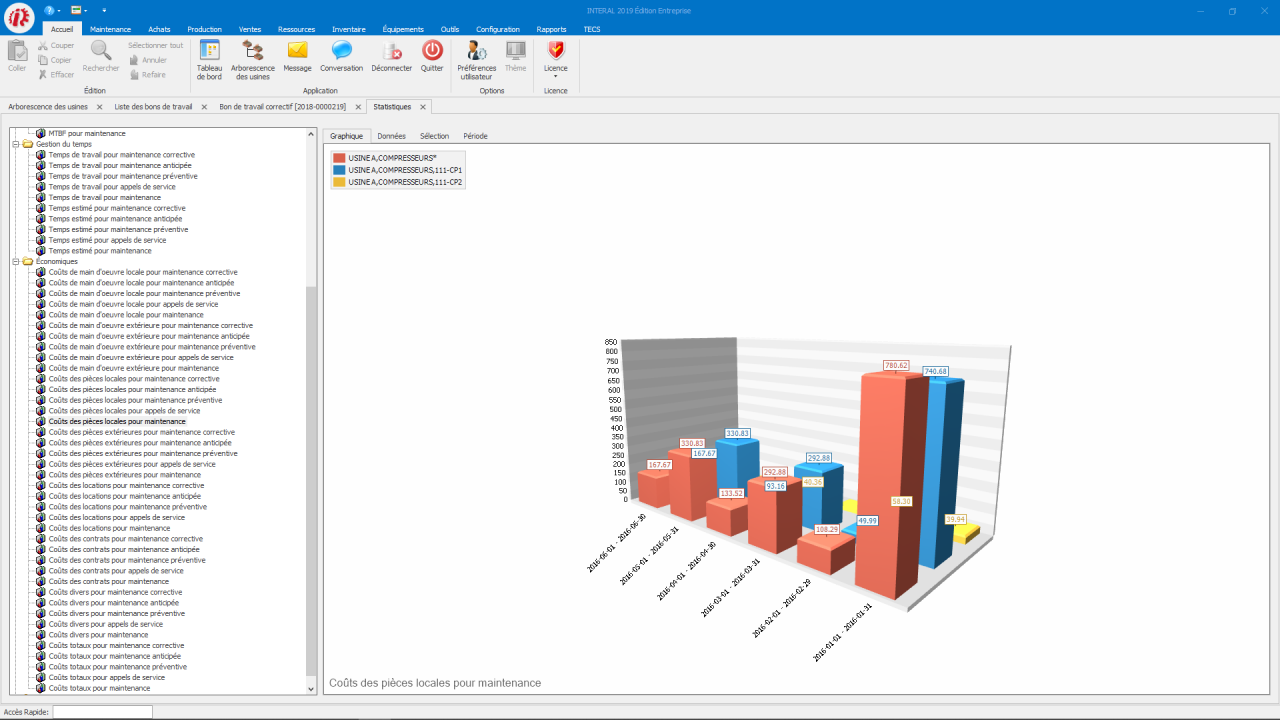 INTERAL 2019 Édition Entreprise
Accueil Maintenance Achats Production Ventes Ressources Inventaire Équipements Outils Configuration Rapports TECS
Coller
Couper
Copier
Effacer
Rechercher
Sélectionner tout
Annuler
Refaire
Édition
Tableau de bord
Arborescence des usines
Message
Conversation
Déconnecter
Quitter
Application
Préférences utilisateur
Thème
Options
Licence
Licence
Arborescence des usines Liste des bons de travail Bon de travail correctif [2018-0000219] Statistiques
MTBF pour maintenance
Gestion du temps
Temps de travail pour maintenance corrective
Temps de travail pour maintenance anticipée
Temps de travail pour maintenance préventive
Temps de travail pour appels de service
Temps de travail pour maintenance
Temps estimé pour maintenance corrective
Temps estimé pour maintenance anticipée
Temps estimé pour maintenance préventive
Temps estimé pour appels de service
Temps estimé pour maintenance
Économiques
Coûts de main d'oeuvre locale pour maintenance corrective
Coûts de main d'oeuvre locale pour maintenance anticipée
Coûts de main d'oeuvre locale pour maintenance préventive
Coûts de main d'oeuvre locale pour appels de service
Coûts de main d'oeuvre locale pour maintenance
Coûts de main d'oeuvre extérieure pour maintenance corrective
Coûts de main d'oeuvre extérieure pour maintenance anticipée
Coûts de main d'oeuvre extérieure pour maintenance préventive
Coûts de main d'oeuvre extérieure pour appels de service
Coûts de main d'oeuvre extérieure pour maintenance
Coûts des pièces locales pour maintenance corrective
Coûts des pièces locales pour maintenance anticipée
Coûts des pièces locales pour maintenance préventive
Coûts des pièces locales pour appels de service
Coûts des pièces locales pour maintenance
Coûts des pièces extérieures pour maintenance corrective
Coûts des pièces extérieures pour maintenance anticipée
Coûts des pièces extérieures pour maintenance préventive
Coûts des pièces extérieures pour appels de service
Coûts des pièces extérieures pour maintenance
Coûts des locations pour maintenance corrective
Coûts des locations pour maintenance anticipée
Coûts des locations pour maintenance préventive
Coûts des locations pour appels de service
Coûts des locations pour maintenance
Coûts des contrats pour maintenance corrective
Coûts des contrats pour maintenance anticipée
Coûts des contrats pour maintenance préventive
Coûts des contrats pour appels de service
Coûts des contrats pour maintenance
Coûts divers pour maintenance corrective
Coûts divers pour maintenance anticipée
Coûts divers pour maintenance préventive
Coûts divers pour appels de service
Coûts divers pour maintenance
Coûts totaux pour maintenance corrective
Coûts totaux pour maintenance anticipée
Coûts totaux pour maintenance préventive
Coûts totaux pour appels de service
Coûts totaux pour maintenance
Graphique Données Sélection Période
USINE A,COMPRESSEURS*
USINE A,COMPRESSEURS,111-CP1
USINE A,COMPRESSEURS,111-CP2
850
800
750
700
650
600
550
500
450
400
350
300
250
200
150
100
50
0
780.62
740.68
330.83
330.83
167.67
167.67
292.88
292.88
93.16
40.36
133.52
58.30
49.99
39.94
108.29
2016-06-01 - 2016-06-30
2016-05-01 - 2016-05-31
2016-04-01 - 2016-04-30
2016-03-01 - 2016-03-31
2016-02-01 - 2016-02-29
2016-01-01 - 2016-01-31
Coûts des pièces locales pour maintenance
Accès Rapide: